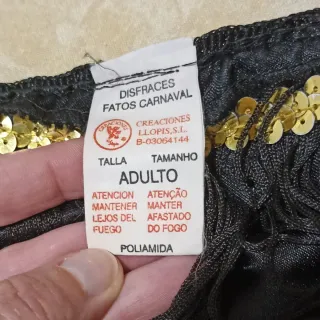 DISFRACES
FATOS CARNAVAL
CREACIONES
LLOPIS, S.L.
B-03064144
TALLA TAMANHO
ADULTO
ATENCION ATENÇÃO
MANTENER MANTER
LEJOS DEL AFASTADO
FUEGO DO FOGO
POLIAMIDA